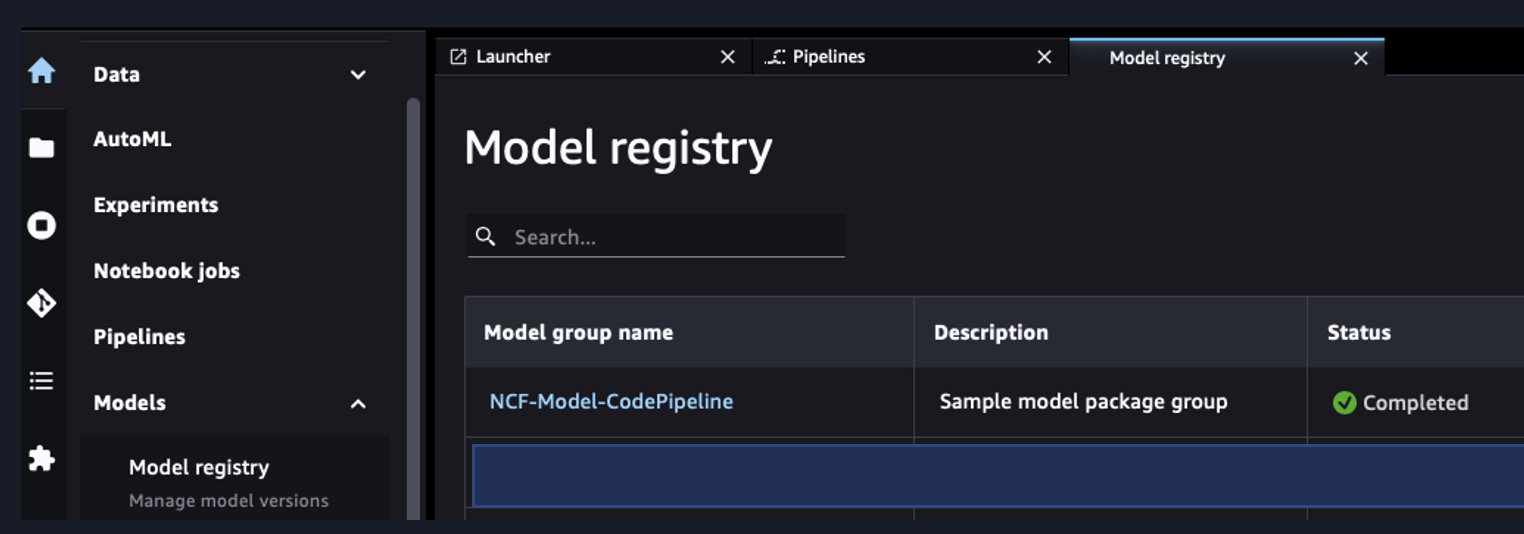 Data
AutoML
Experiments
Notebook jobs
Pipelines
Models
Model registry
Manage model versions
Launcher
Pipelines
Model registry
Model registry
Search...
Model group name Description Status
NCF-Model-CodePipeline Sample model package group Completed